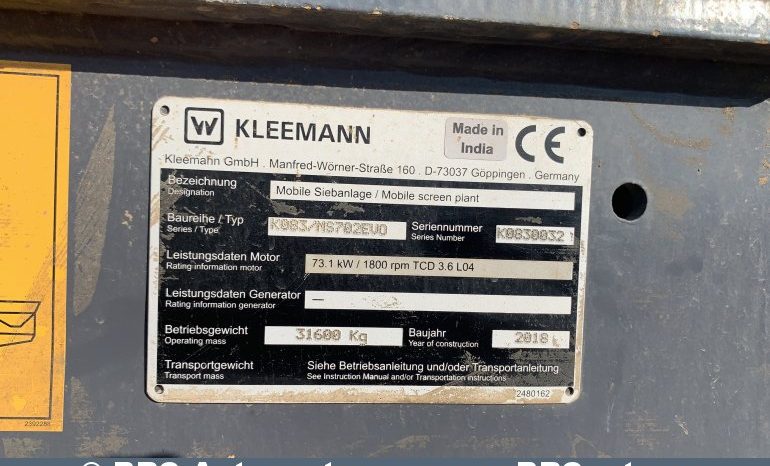 KLEEMANN
Made in
India
CE
Kleemann GmbH . Manfred-Wörner-Straße 160 . D-73037 Göppingen . Germany
Bezeichnung
Designation
Mobile Siebanlage / Mobile screen plant
Baureihe / Typ
Series / Type
K083/MS702EVO
Seriennummer
Series Number
K0830032
Leistungsdaten Motor
Rating information motor
73.1 kW / 1800 rpm TCD 3.6 L04
Leistungsdaten Generator
Rating information generator
—
Betriebsgewicht
Operating mass
31600 Kg
Baujahr
Year of construction
2018
Transportgewicht
Transport mass
Siehe Betriebsanleitung und/oder Transportanleitung
See Instruction Manual and/or Transportation instructions
2480162